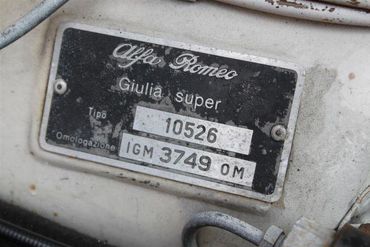 Alfa Romeo
Giulia super
Tipo 10526
Omologazione IGM 3749 OM